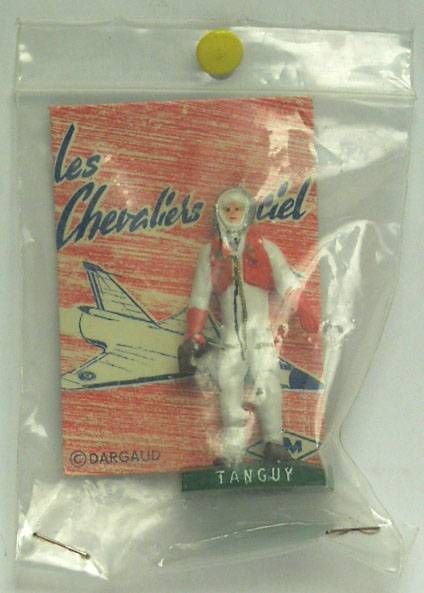 les
Chevaliers ciel
© DARGAUD
M
TANGUY